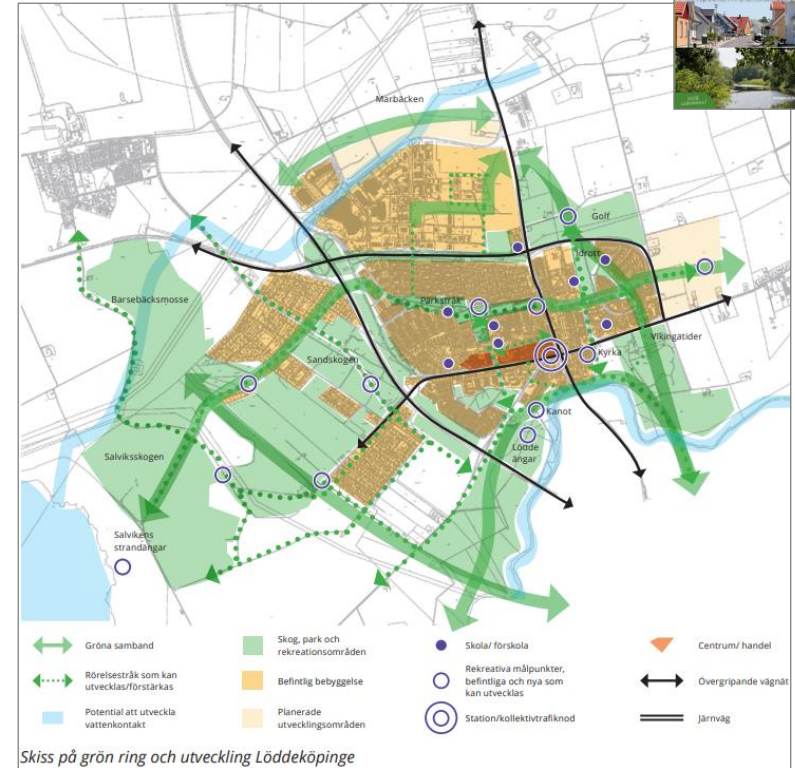 Marbäcken
Golf
Idrott
Barsebäcksmosse
Parkstråk
Vikingatider
Sandskogen
Kyrka
Kanot
Lödde
ängar
Salviksskogen
Salvikens
strandängar
Gröna samband
Rörelsestråk som kan
utvecklas/förstärkas
Potential att utveckla
vattenkontakt
Skog, park och
rekreationsområden
Befintlig bebyggelse
Planerade
utvecklingsområden
Skola/ förskola
Rekreativa målpunkter,
befintliga och nya som
kan utvecklas
Station/kollektivtrafiknod
Centrum/ handel
Övergripande vägnät
Järnväg
Skiss på grön ring och utveckling Löddeköpinge